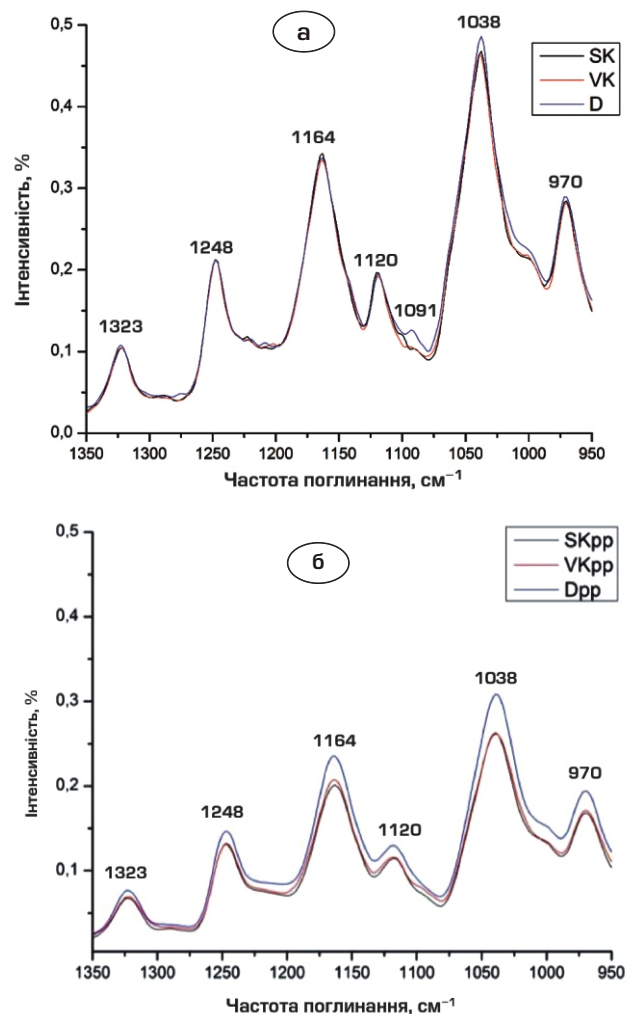 а
1038
0,5
SK
VK
D
0,4
1164
0,3
970
1248
1120
0,2
1091
1323
0,1
0,0
Інтенсивність, %
1350 1300 1250 1200 1150 1100 1050 1000 950
Частота поглинання, см⁻¹
0,5
SKpp
VKpp
Dpp
б
0,4
1038
0,3
1164
970
0,2
1248
1120
1323
0,1
Інтенсивність, %
1350 1300 1250 1200 1150 1100 1050 1000 950
Частота поглинання, см⁻¹